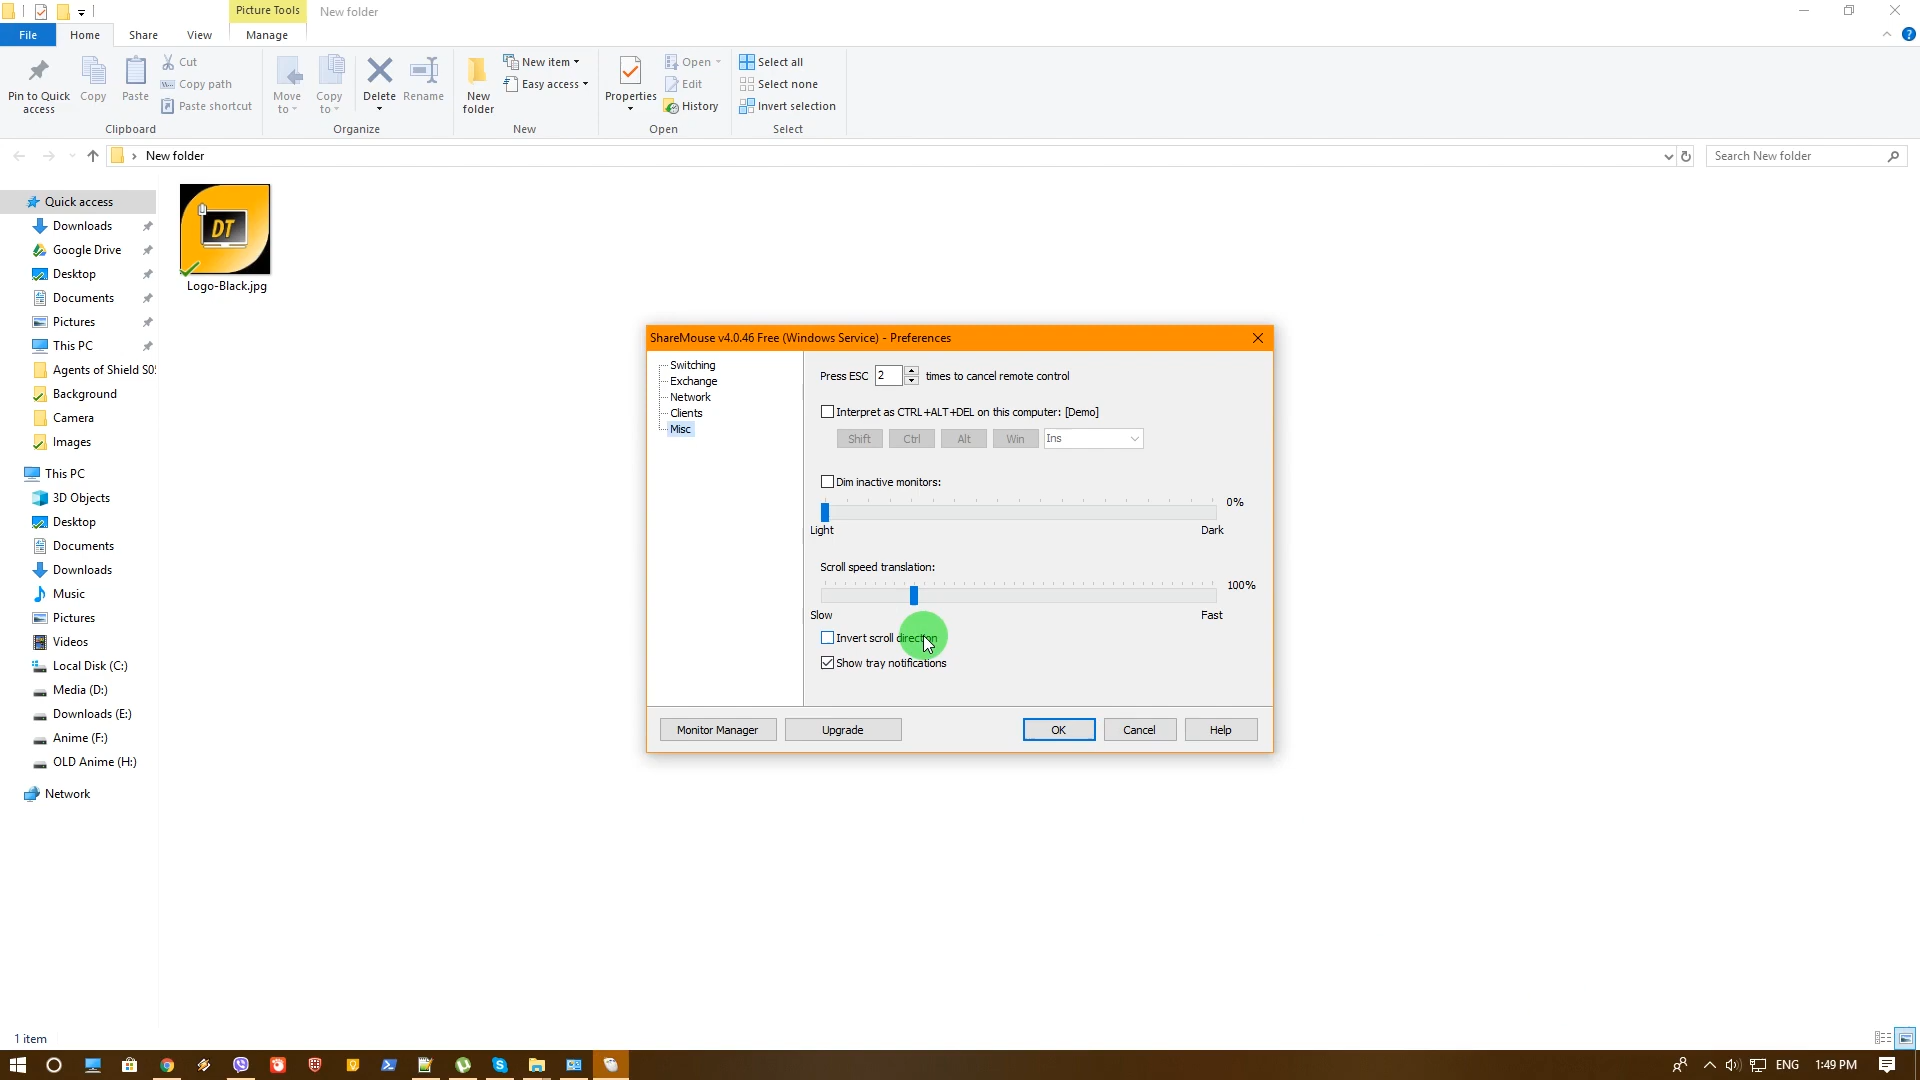 Picture Tools
New folder
File
Home
Share
View
Manage
Pin to Quick
access
Copy
Paste
Cut
Copy path
Paste shortcut
Clipboard
Move
to
Copy
to
Delete
Rename
Organize
New
folder
New item
Easy access
New
Properties
Open
Edit
History
Open
Select all
Select none
Invert selection
Select
New folder
Search New folder
Quick access
Downloads
Google Drive
Desktop
Documents
Pictures
This PC
Agents of Shield S05
Background
Camera
Images
This PC
3D Objects
Desktop
Documents
Downloads
Music
Pictures
Videos
Local Disk (C:)
Media (D:)
Downloads (E:)
Anime (F:)
OLD Anime (H:)
Network
DT
Logo-Black.jpg
ShareMouse v4.0.46 Free (Windows Service) - Preferences
Switching
Exchange
Network
Clients
Misc
Press ESC 2 times to cancel remote control
Interpret as CTRL+ALT+DEL on this computer: [Demo]
Shift
Ctrl
Alt
Win
Ins
Dim inactive monitors:
0%
Light
Dark
Scroll speed translation:
100%
Slow
Fast
Invert scroll direction
Show tray notifications
Monitor Manager
Upgrade
OK
Cancel
Help
1 item
ENG
1:49 PM